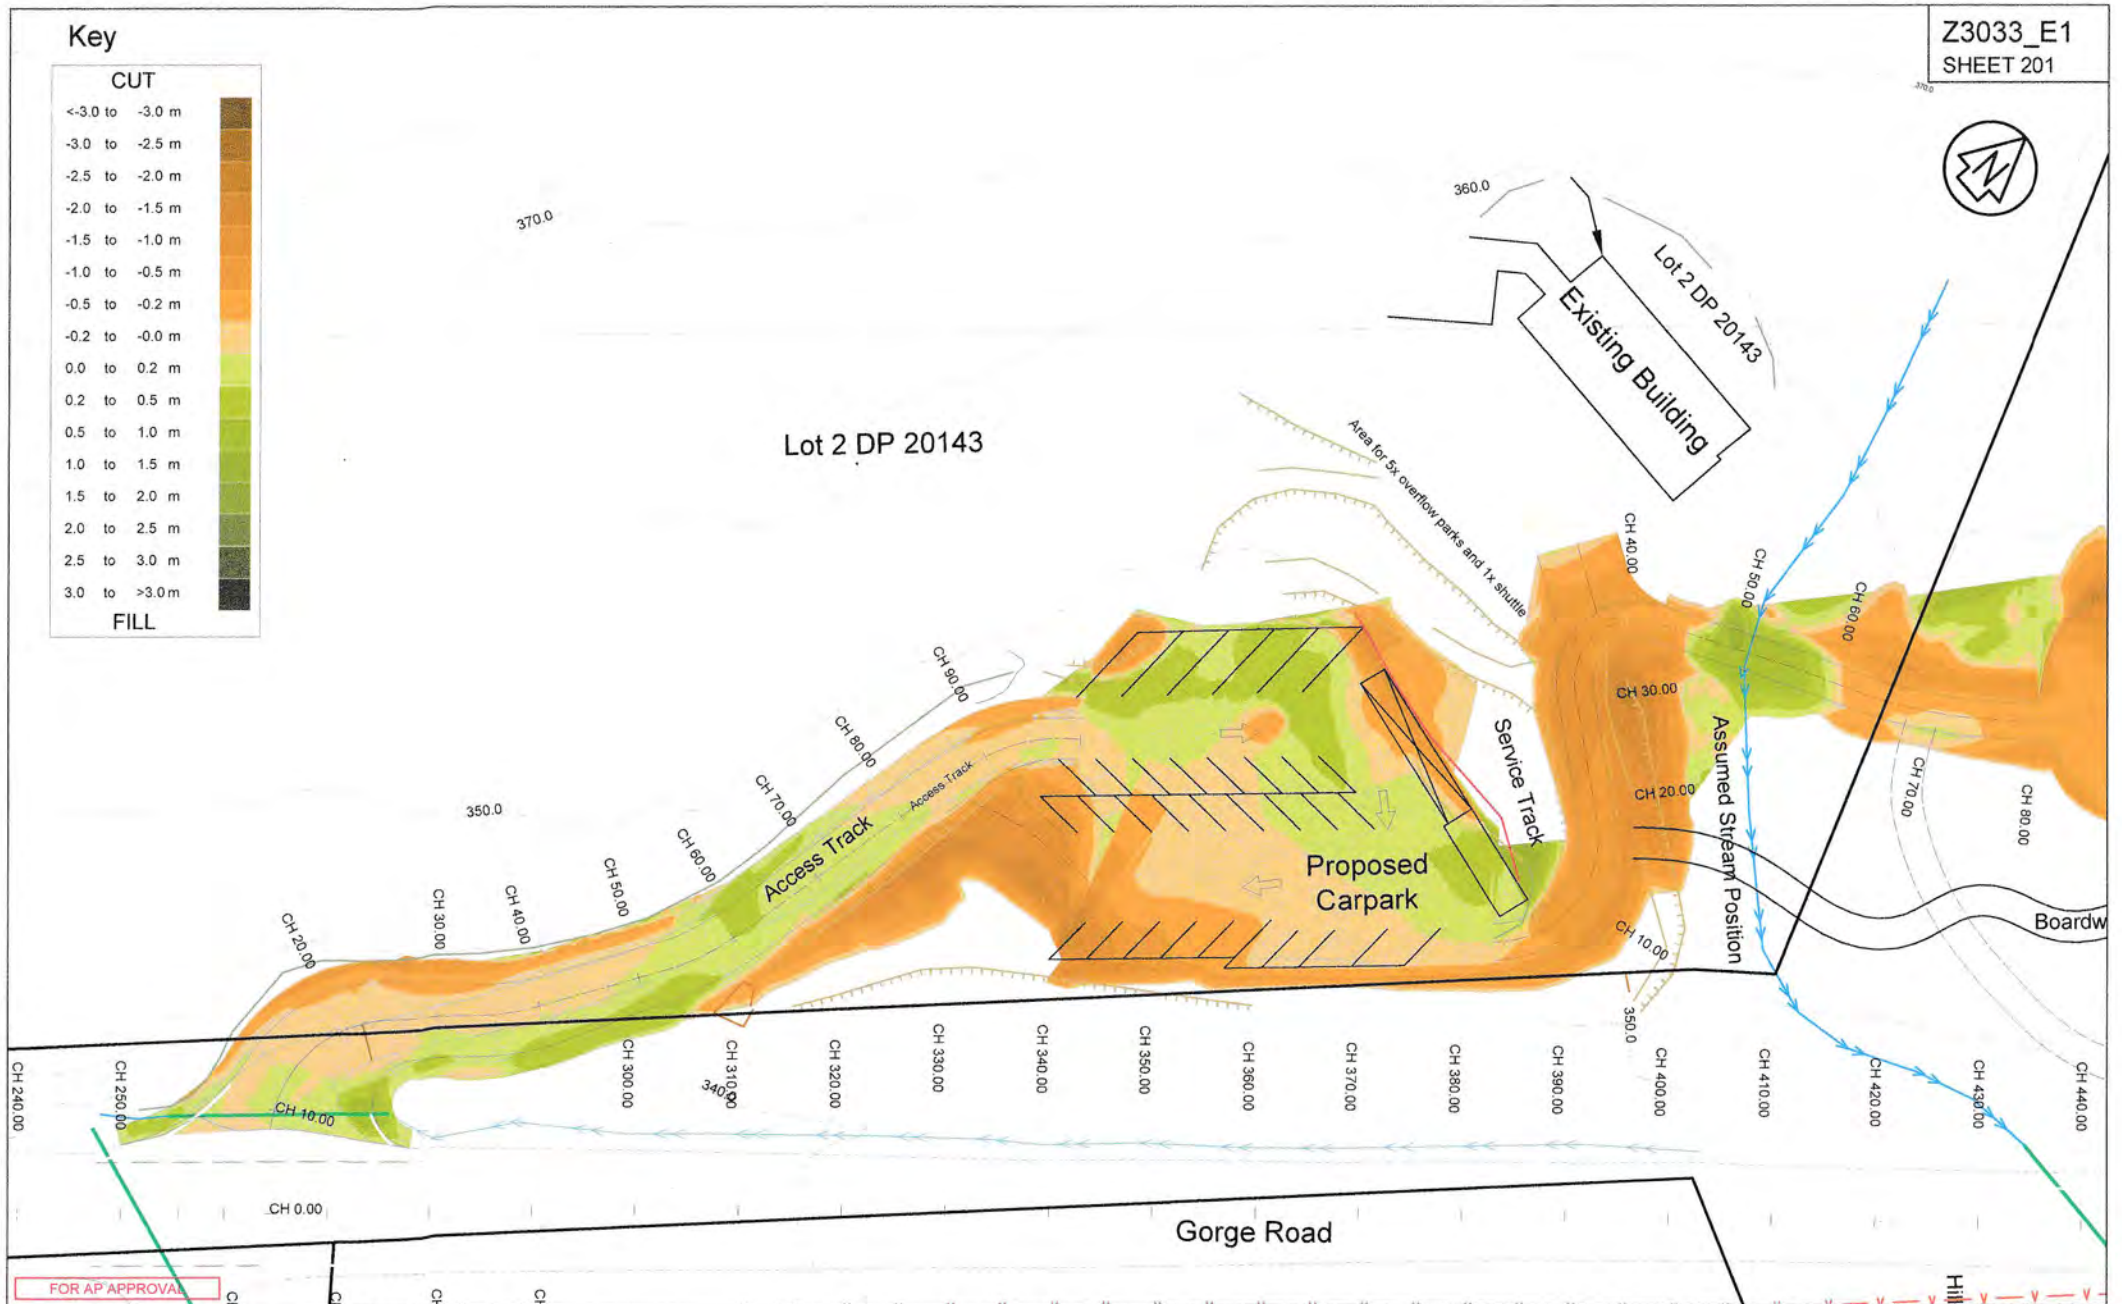 Key
CUT
<-3.0 to -3.0 m
-3.0 to -2.5 m
-2.5 to -2.0 m
-2.0 to -1.5 m
-1.5 to -1.0 m
-1.0 to -0.5 m
-0.5 to -0.2 m
-0.2 to -0.0 m
0.0 to 0.2 m
0.2 to 0.5 m
0.5 to 1.0 m
1.0 to 1.5 m
1.5 to 2.0 m
2.0 to 2.5 m
2.5 to 3.0 m
3.0 to >3.0 m
FILL
Z3033_E1
SHEET 201
370.0
N
370.0
360.0
Lot 2 DP 20143
Existing Building
Lot 2 DP 20143
Area for 5x overflow parks and 1x shuttle
CH 40.00
CH 50.00
CH 60.00
CH 30.00
CH 20.00
CH 10.00
CH 70.00
CH 80.00
Service Track
Assumed Stream Position
Boardw
350.0
CH 90.00
CH 80.00
CH 70.00
CH 60.00
CH 50.00
CH 40.00
CH 30.00
CH 20.00
Access Track
Access Track
Proposed
Carpark
350.0
340.0
CH 10.00
CH 0.00
CH 240.00
CH 250.00
CH 300.00
CH 310.00
CH 320.00
CH 330.00
CH 340.00
CH 350.00
CH 360.00
CH 370.00
CH 380.00
CH 390.00
CH 400.00
CH 410.00
CH 420.00
CH 430.00
CH 440.00
Gorge Road
FOR AP APPROVAL
Hill